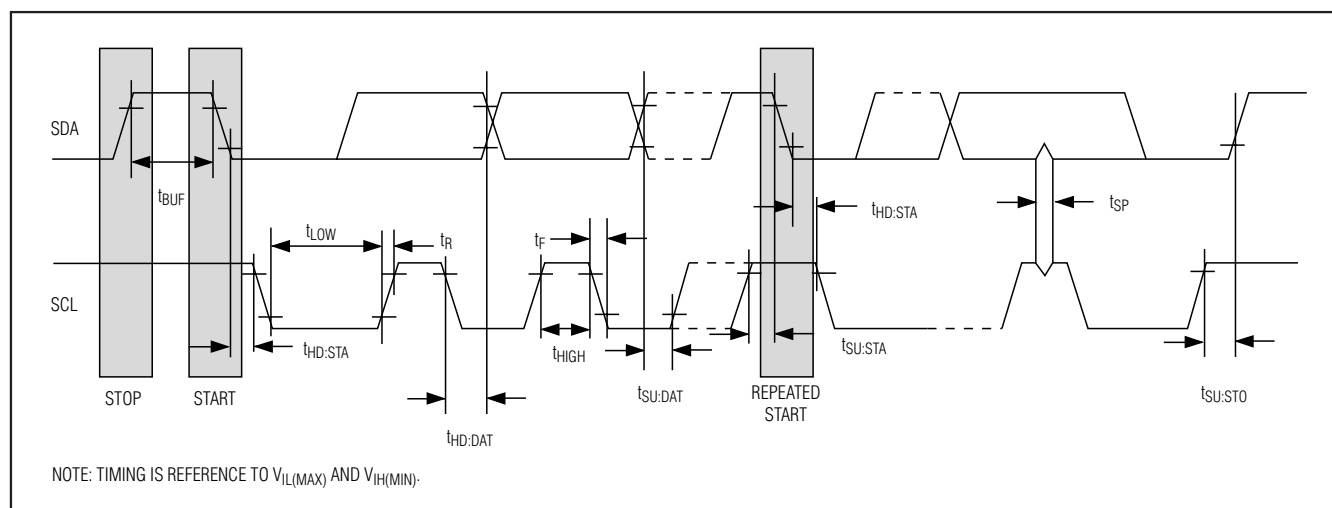 SDA
tBUF
tLOW
tR
tF
tHD:STA
tSP
SCL
tHD:STA
tHIGH
tSU:STA
tSU:DAT
tSU:STO
STOP
START
REPEATED
START
tHD:DAT
NOTE: TIMING IS REFERENCE TO VIL(MAX) AND VIH(MIN).